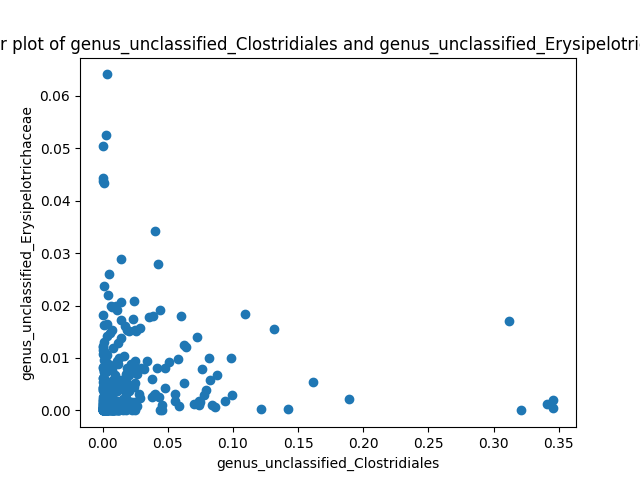 r plot of genus_unclassified_Clostridiales and genus_unclassified_Erysipelotri
genus_unclassified_Erysipelotrichaceae
0.06
0.05
0.04
0.03
0.02
0.01
0.00
0.00 0.05 0.10 0.15 0.20 0.25 0.30 0.35
genus_unclassified_Clostridiales